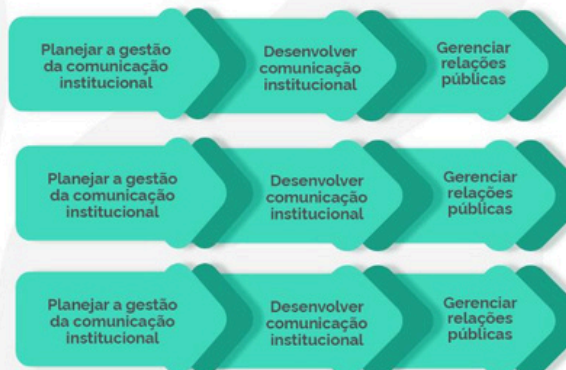 Planejar a gestão
da comunicação
institucional
Desenvolver
comunicação
institucional
Gerenciar
relações
públicas
Planejar a gestão
da comunicação
institucional
Desenvolver
comunicação
institucional
Gerenciar
relações
públicas
Planejar a gestão
da comunicação
institucional
Desenvolver
comunicação
institucional
Gerenciar
relações
públicas